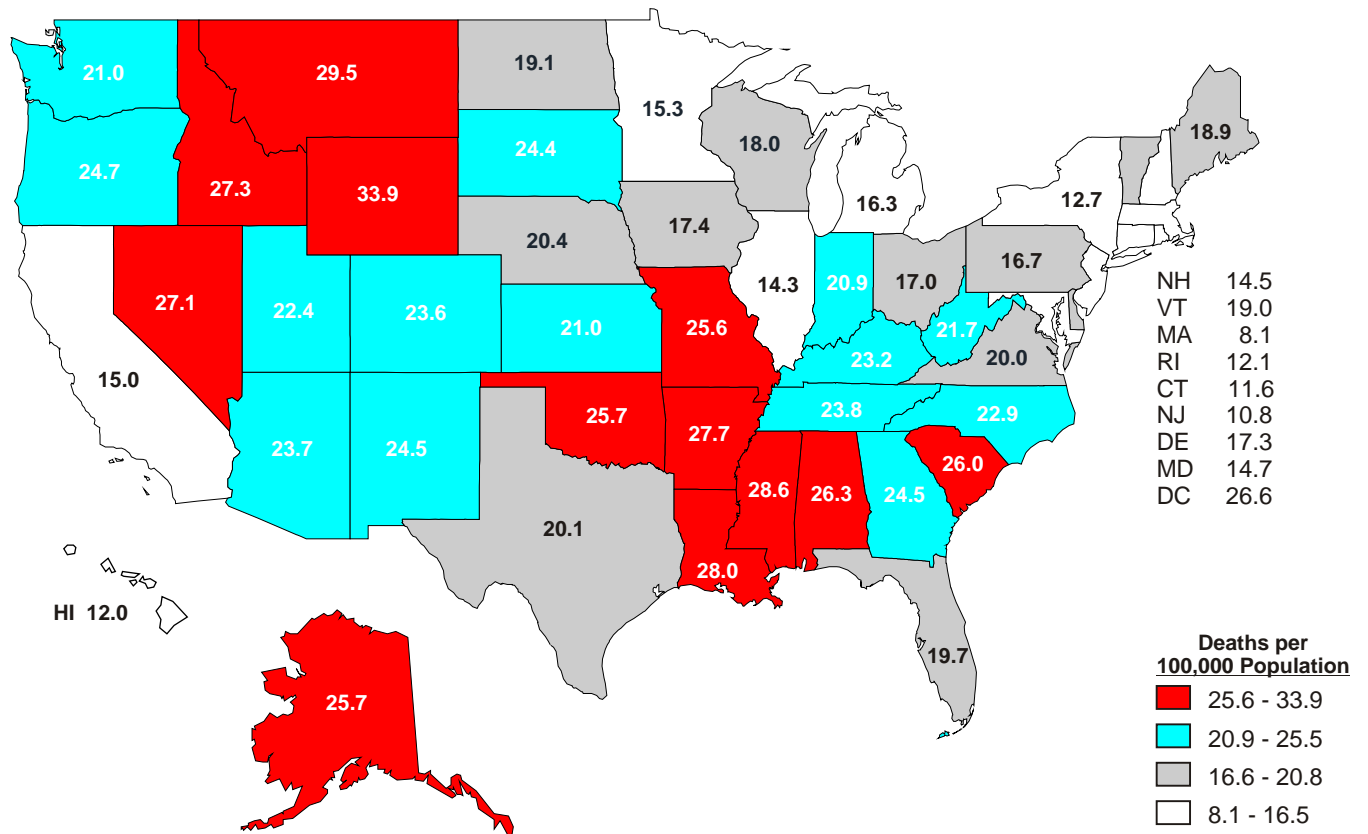 21.0
29.5
19.1
15.3
18.9
24.7
27.3
33.9
24.4
18.0
16.3
12.7
20.4
17.4
27.1
22.4
23.6
21.0
25.6
14.3
20.9
17.0
16.7
21.7
23.2
20.0
15.0
23.7
24.5
25.7
27.7
23.8
22.9
28.6
26.3
24.5
26.0
20.1
28.0
19.7
NH 14.5
VT 19.0
MA 8.1
RI 12.1
CT 11.6
NJ 10.8
DE 17.3
MD 14.7
DC 26.6
HI 12.0
25.7
Deaths per
100,000 Population
25.6 - 33.9
20.9 - 25.5
16.6 - 20.8
8.1 - 16.5